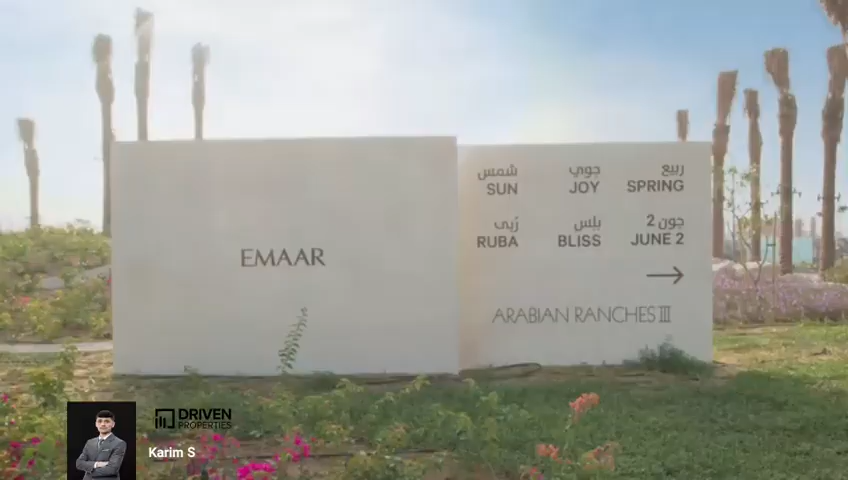 EMAAR
شمس
SUN
جوي
JOY
ربيع
SPRING
رُبى
RUBA
بلس
BLISS
جون 2
JUNE 2
→
ARABIAN RANCHES III
DRIVEN
PROPERTIES
Karim S